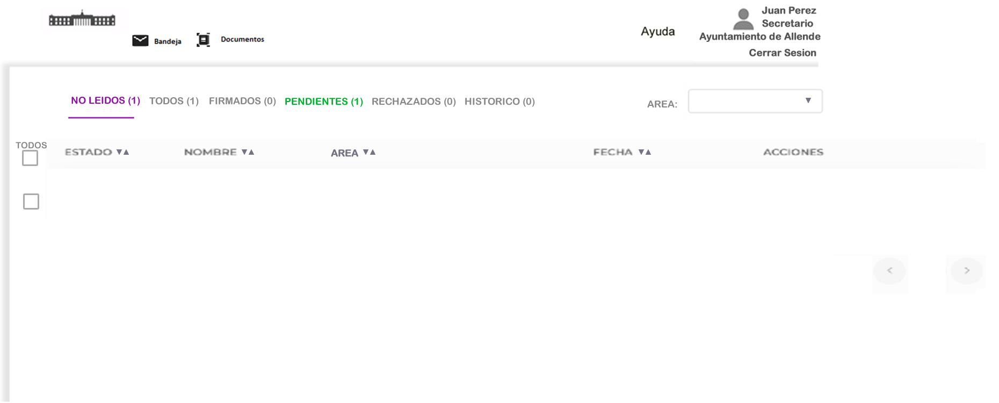 Juan Perez
Secretario
Ayuntamiento de Allende
Cerrar Sesion
Ayuda
Bandeja
Documentos
NO LEIDOS (1) TODOS (1) FIRMADOS (0) PENDIENTES (1) RECHAZADOS (0) HISTORICO (0) AREA: ▼
TODOS
ESTADO ▼▲ NOMBRE ▼▲ AREA ▼▲ FECHA ▼▲ ACCIONES
< >